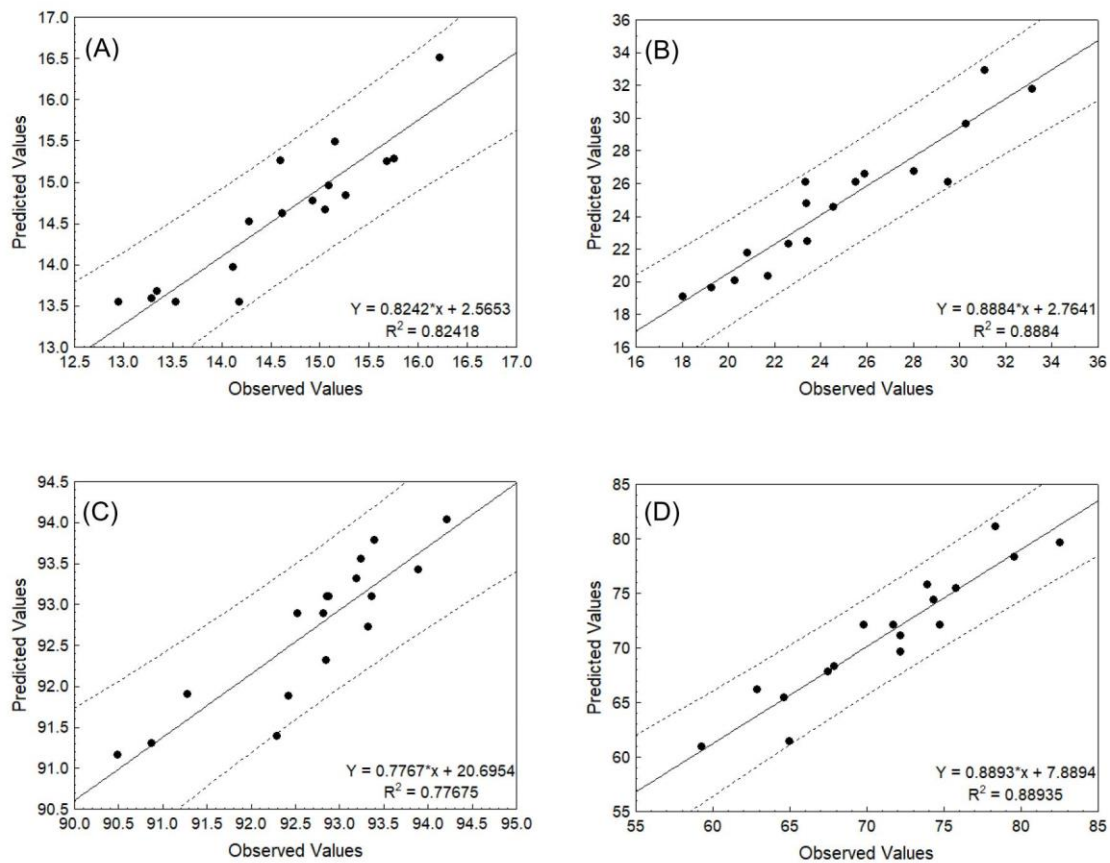 (A)
17.0
16.5
16.0
15.5
15.0
14.5
14.0
13.5
13.0
Predicted Values
12.5 13.0 13.5 14.0 14.5 15.0 15.5 16.0 16.5 17.0
Observed Values
Y = 0.8242*x + 2.5653
R² = 0.82418
(B)
36
34
32
30
28
26
24
22
20
18
16
Predicted Values
16 18 20 22 24 26 28 30 32 34 36
Observed Values
Y = 0.8884*x + 2.7641
R² = 0.8884
(C)
94.5
94.0
93.5
93.0
92.5
92.0
91.5
91.0
90.5
Predicted Values
90.0 90.5 91.0 91.5 92.0 92.5 93.0 93.5 94.0 94.5 95.0
Observed Values
Y = 0.7767*x + 20.6954
R² = 0.77675
(D)
85
80
75
70
65
60
55
Predicted Values
55 60 65 70 75 80 85
Observed Values
Y = 0.8893*x + 7.8894
R² = 0.88935